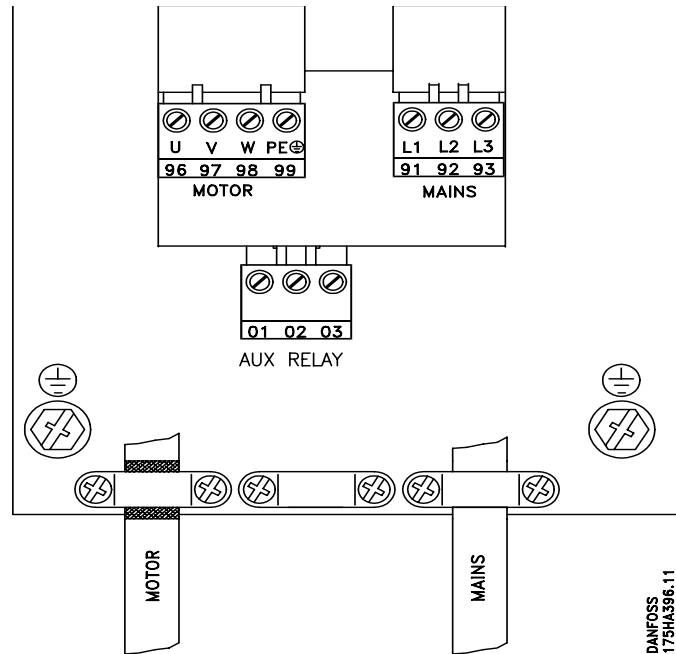 U V W PE
96 97 98 99
MOTOR
L1 L2 L3
91 92 93
MAINS
01 02 03
AUX RELAY
MOTOR
MAINS
DANFOSS
175HA396.11